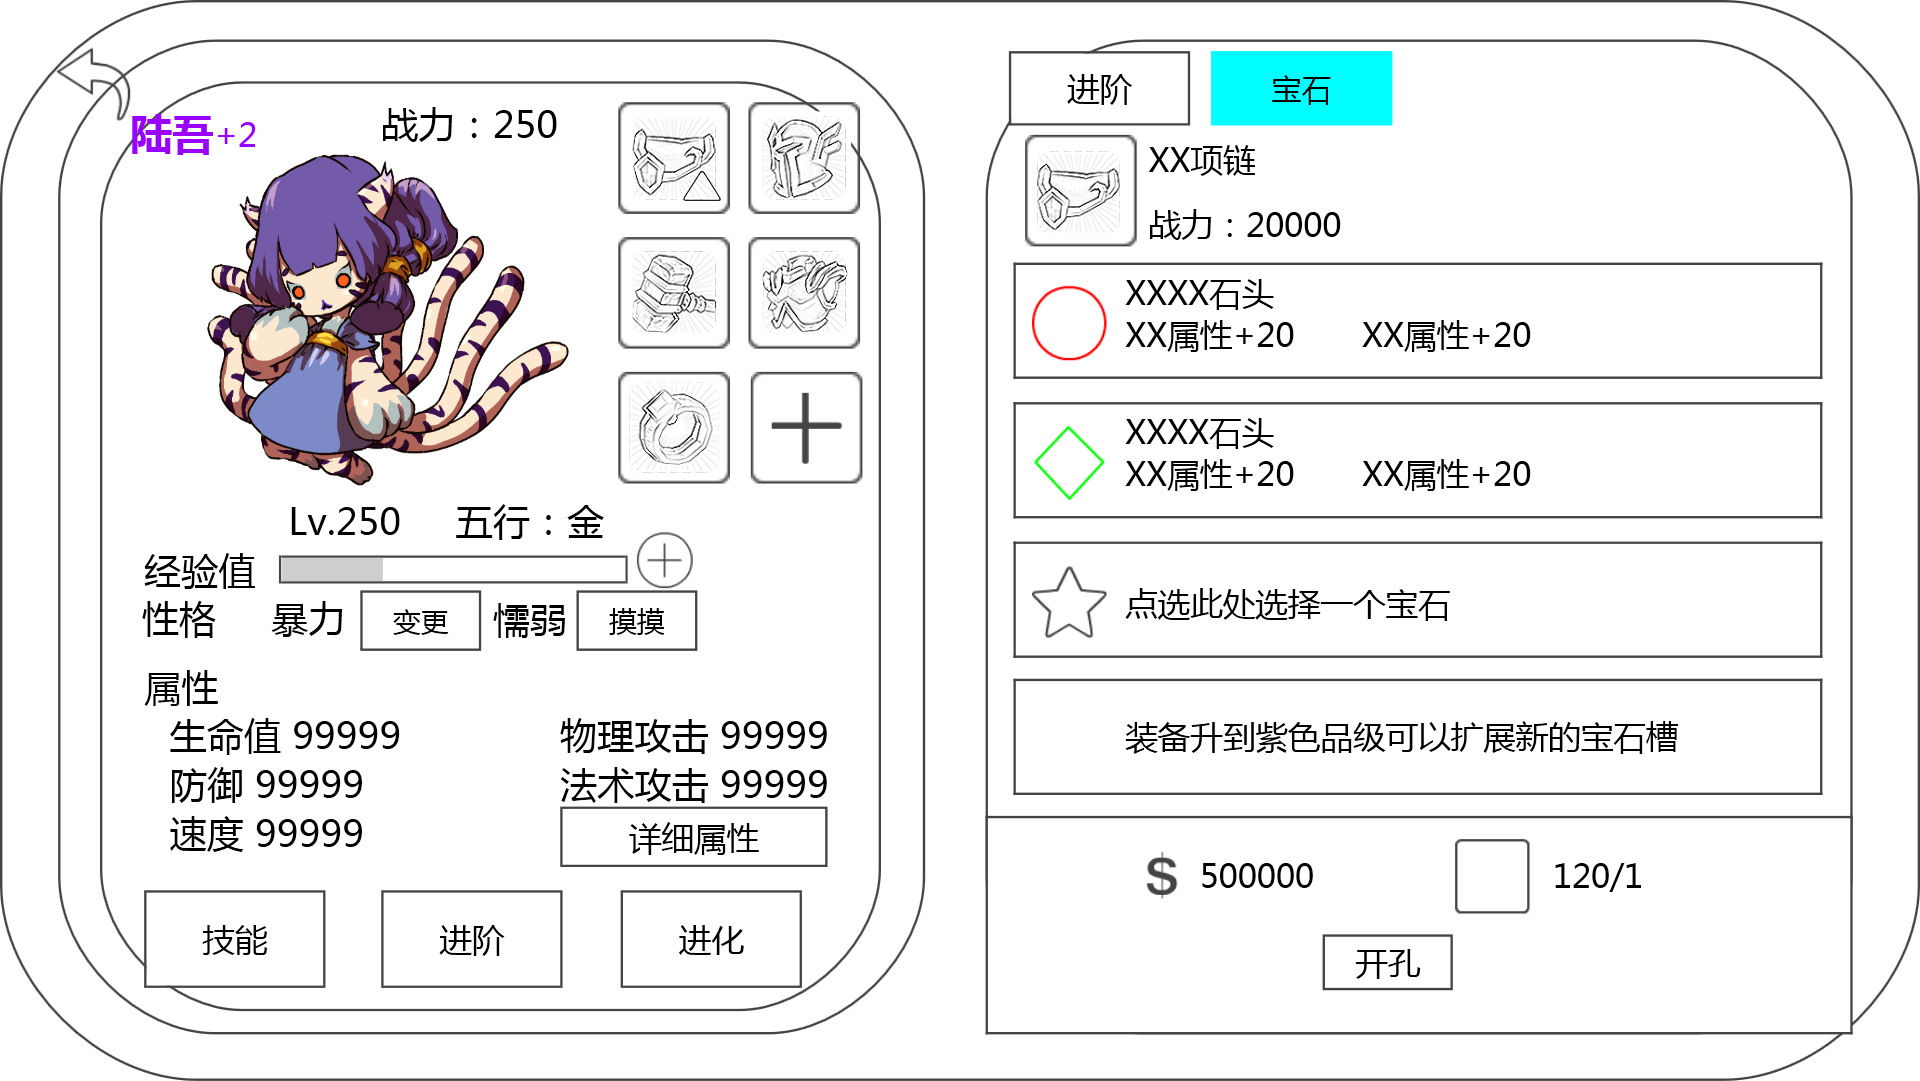 陆吾+2
战力：250
Lv.250 五行：金
经验值
性格 暴力 变更 懦弱 摸摸
属性
生命值 99999 物理攻击 99999
防御 99999 法术攻击 99999
速度 99999 详细属性
技能 进阶 进化
进阶 宝石
XX项链
战力：20000
XXXX石头
XX属性+20 XX属性+20
XXXX石头
XX属性+20 XX属性+20
点选此处选择一个宝石
装备升到紫色品级可以扩展新的宝石槽
$ 500000 120/1
开孔